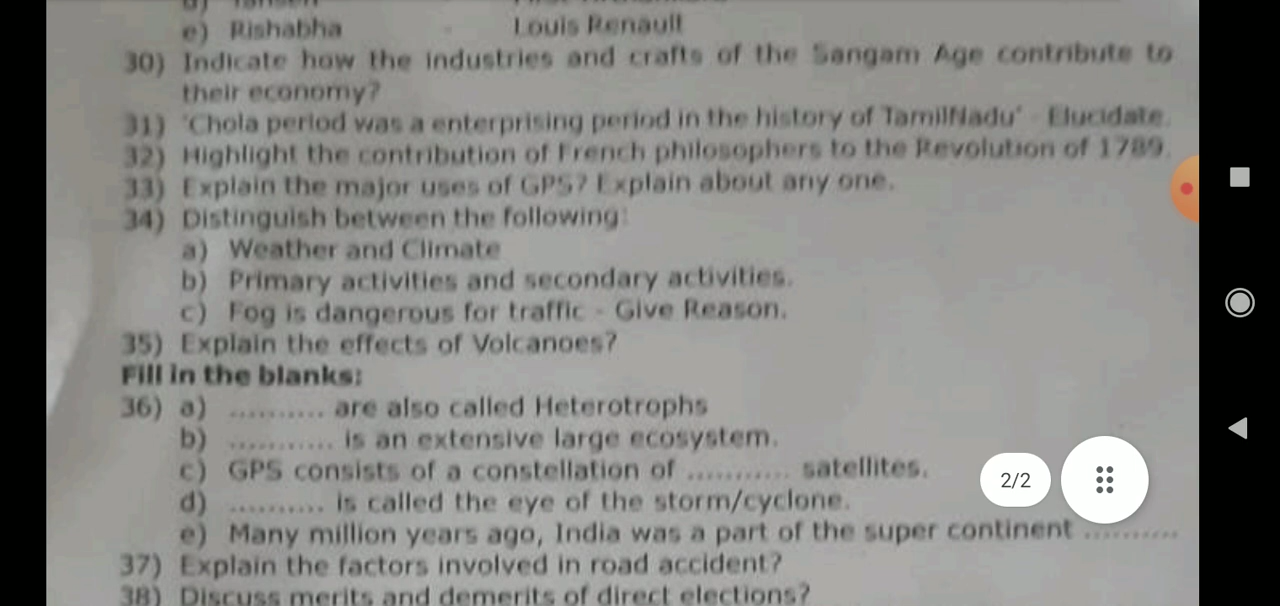 e) Rishabha Louis Renault
30) Indicate how the industries and crafts of the Sangam Age contribute to
their economy?
31) 'Chola period was a enterprising period in the history of TamilNadu' - Elucidate.
32) Highlight the contribution of French philosophers to the Revolution of 1789.
33) Explain the major uses of GPS? Explain about any one.
34) Distinguish between the following:
a) Weather and Climate
b) Primary activities and secondary activities.
c) Fog is dangerous for traffic - Give Reason.
35) Explain the effects of Volcanoes?
Fill in the blanks:
36) a) .......... are also called Heterotrophs
b) ........... is an extensive large ecosystem.
c) GPS consists of a constellation of ........... satellites.
d) .......... is called the eye of the storm/cyclone.
e) Many million years ago, India was a part of the super continent ..........
2/2
37) Explain the factors involved in road accident?
38) Discuss merits and demerits of direct elections?